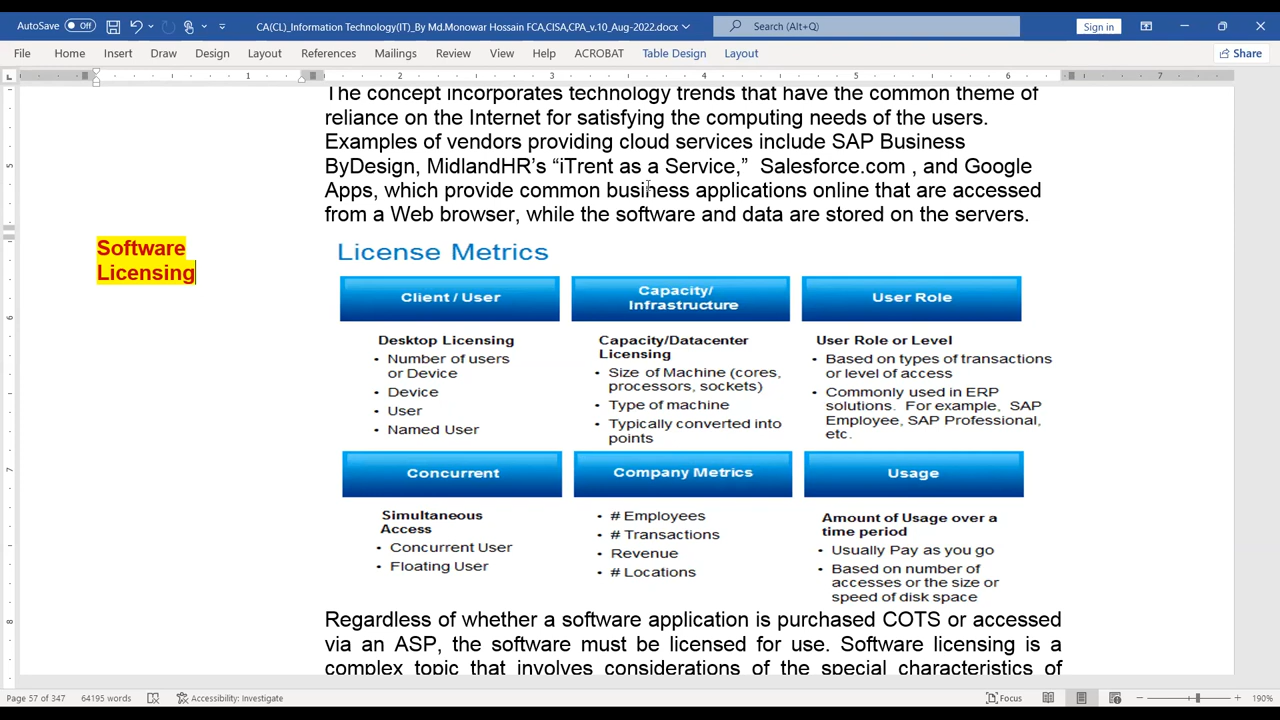 AutoSave Off CA(CL)_Information Technology(IT)_By Md.Monowar Hossain FCA,CISA,CPA_v.10_Aug-2022.docx Search (Alt+Q) Sign in
File Home Insert Draw Design Layout References Mailings Review View Help ACROBAT Table Design Layout Share
1 2 3 4 5 6 7
The concept incorporates technology trends that have the common theme of
reliance on the Internet for satisfying the computing needs of the users.
Examples of vendors providing cloud services include SAP Business
ByDesign, MidlandHR's “iTrent as a Service,” Salesforce.com , and Google
Apps, which provide common business applications online that are accessed
from a Web browser, while the software and data are stored on the servers.
Software
Licensing
License Metrics
Client / User
Desktop Licensing
• Number of users
or Device
• Device
• User
• Named User
Capacity/
Infrastructure
Capacity/Datacenter
Licensing
• Size of Machine (cores,
processors, sockets)
• Type of machine
• Typically converted into
points
User Role
User Role or Level
• Based on types of transactions
or level of access
• Commonly used in ERP
solutions. For example, SAP
Employee, SAP Professional,
etc.
Concurrent
Simultaneous
Access
• Concurrent User
• Floating User
Company Metrics
• # Employees
• # Transactions
• Revenue
• # Locations
Usage
Amount of Usage over a
time period
• Usually Pay as you go
• Based on number of
accesses or the size or
speed of disk space
Regardless of whether a software application is purchased COTS or accessed
via an ASP, the software must be licensed for use. Software licensing is a
complex topic that involves considerations of the special characteristics of
5
6
7
8
Page 57 of 347 64195 words Accessibility: Investigate Focus 190%